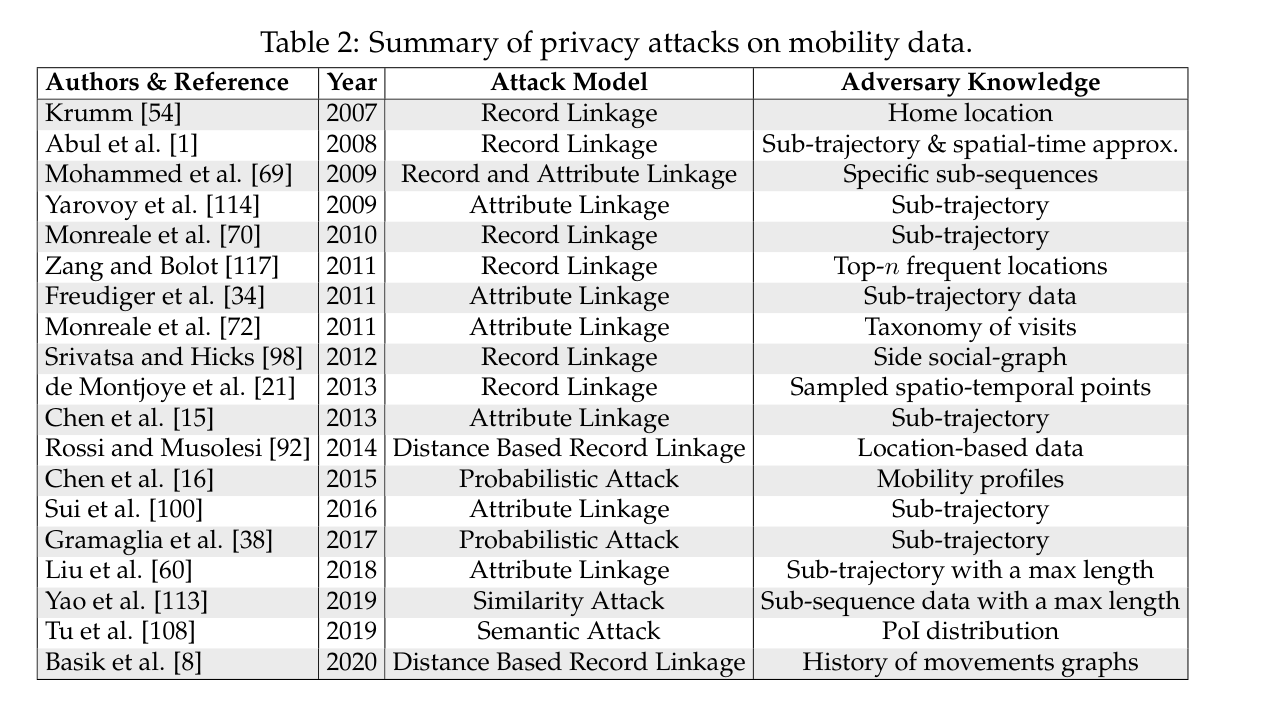 Table 2: Summary of privacy attacks on mobility data.
Authors & Reference Year Attack Model Adversary Knowledge
Krumm [54] 2007 Record Linkage Home location
Abul et al. [1] 2008 Record Linkage Sub-trajectory & spatial-time approx.
Mohammed et al. [69] 2009 Record and Attribute Linkage Specific sub-sequences
Yarovoy et al. [114] 2009 Attribute Linkage Sub-trajectory
Monreale et al. [70] 2010 Record Linkage Sub-trajectory
Zang and Bolot [117] 2011 Record Linkage Top-n frequent locations
Freudiger et al. [34] 2011 Attribute Linkage Sub-trajectory data
Monreale et al. [72] 2011 Attribute Linkage Taxonomy of visits
Srivatsa and Hicks [98] 2012 Record Linkage Side social-graph
de Montjoye et al. [21] 2013 Record Linkage Sampled spatio-temporal points
Chen et al. [15] 2013 Attribute Linkage Sub-trajectory
Rossi and Musolesi [92] 2014 Distance Based Record Linkage Location-based data
Chen et al. [16] 2015 Probabilistic Attack Mobility profiles
Sui et al. [100] 2016 Attribute Linkage Sub-trajectory
Gramaglia et al. [38] 2017 Probabilistic Attack Sub-trajectory
Liu et al. [60] 2018 Attribute Linkage Sub-trajectory with a max length
Yao et al. [113] 2019 Similarity Attack Sub-sequence data with a max length
Tu et al. [108] 2019 Semantic Attack PoI distribution
Basik et al. [8] 2020 Distance Based Record Linkage History of movements graphs